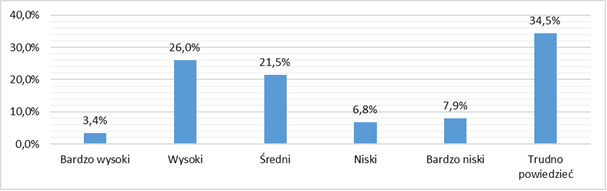 40,0%
30,0%
20,0%
10,0%
0,0%
3,4%
26,0%
21,5%
6,8%
7,9%
34,5%
Bardzo wysoki
Wysoki
Średni
Niski
Bardzo niski
Trudno
powiedzieć